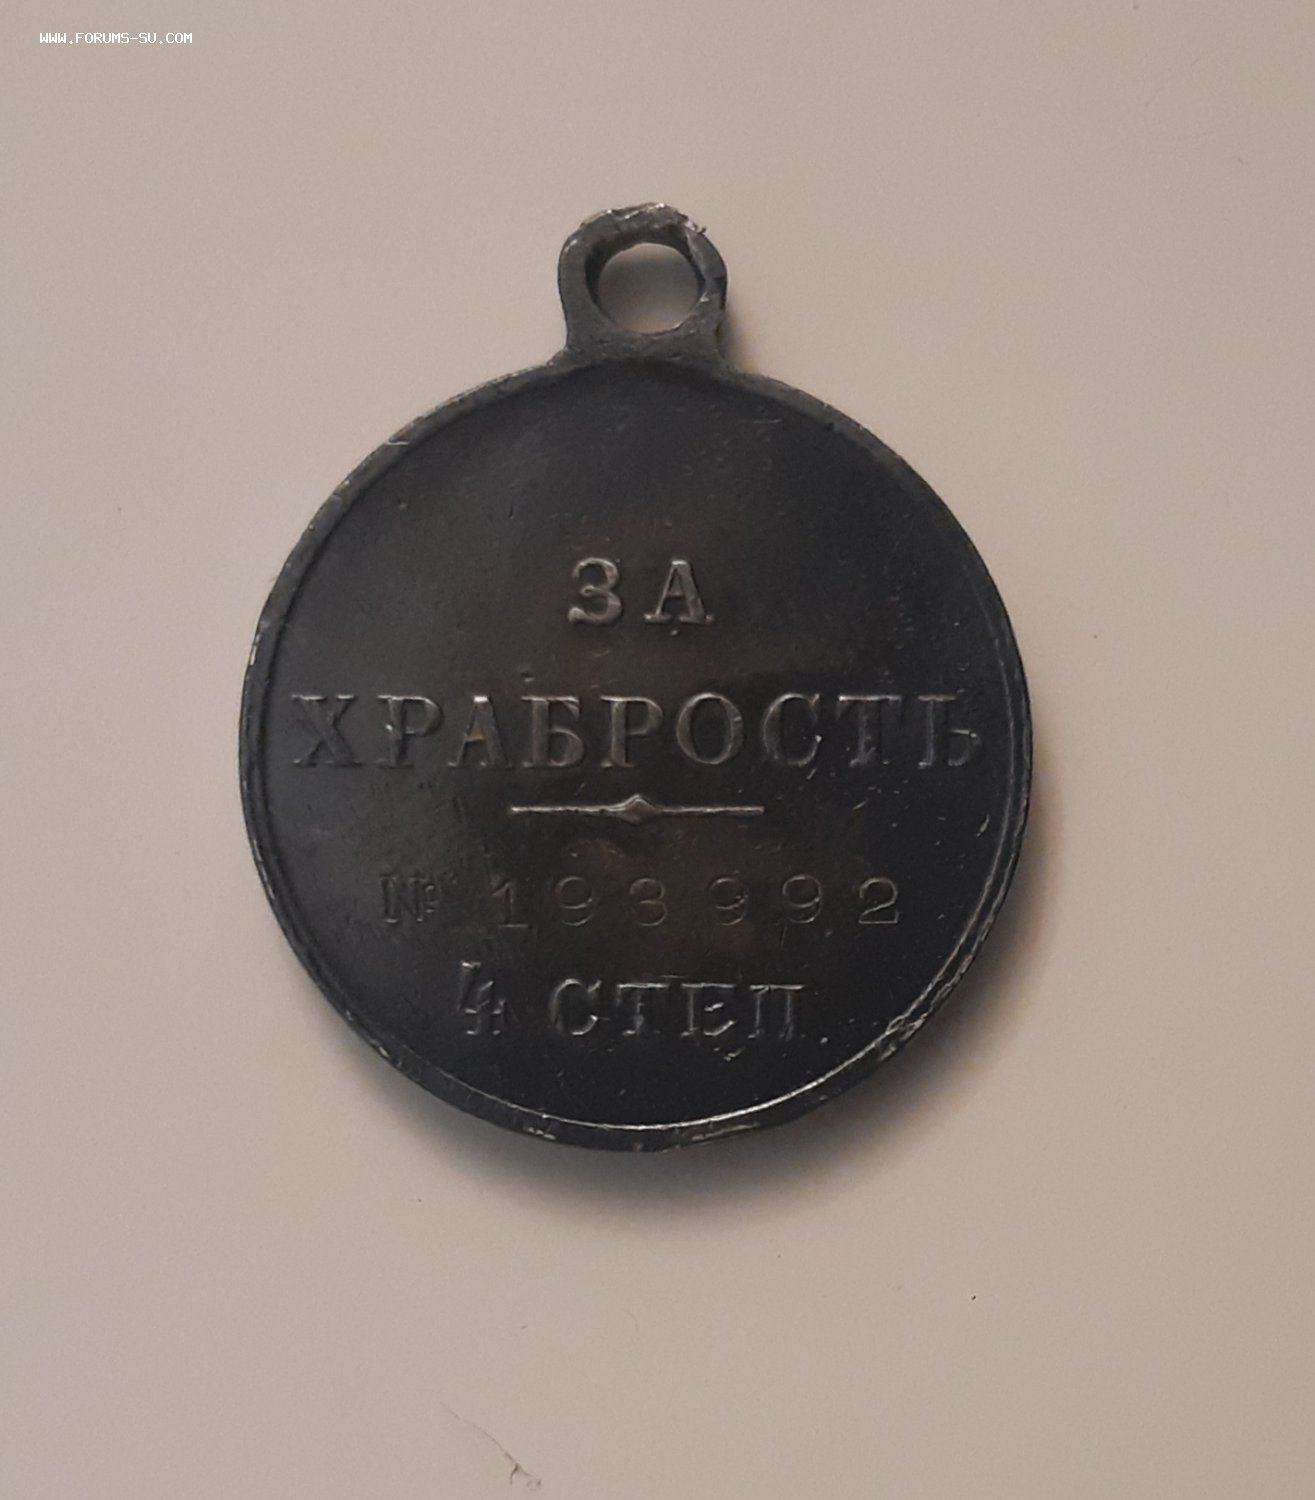 WWW.FORUMS-SU.COM
ЗА
ХРАБРОСТЬ
№ 193992
4 СТЕП.